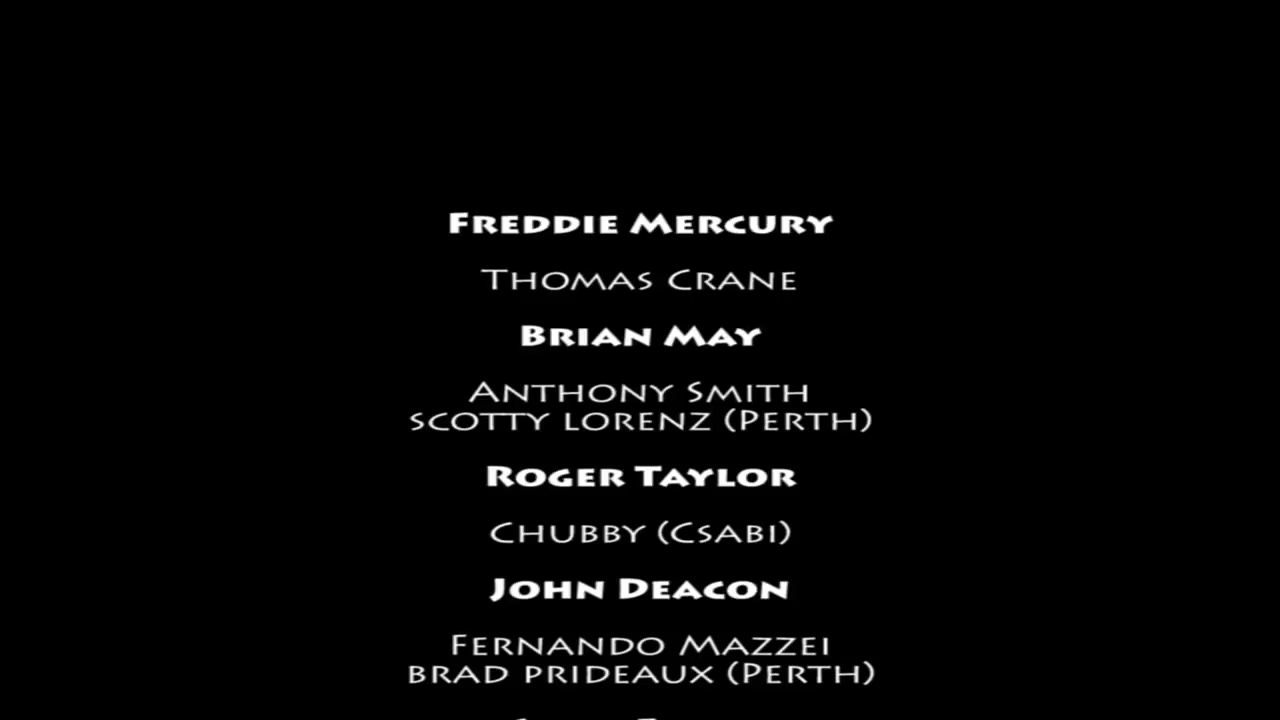 Freddie Mercury
Thomas Crane
Brian May
Anthony Smith
scotty lorenz (Perth)
Roger Taylor
Chubby (Csabi)
John Deacon
Fernando Mazzei
brad prideaux (Perth)